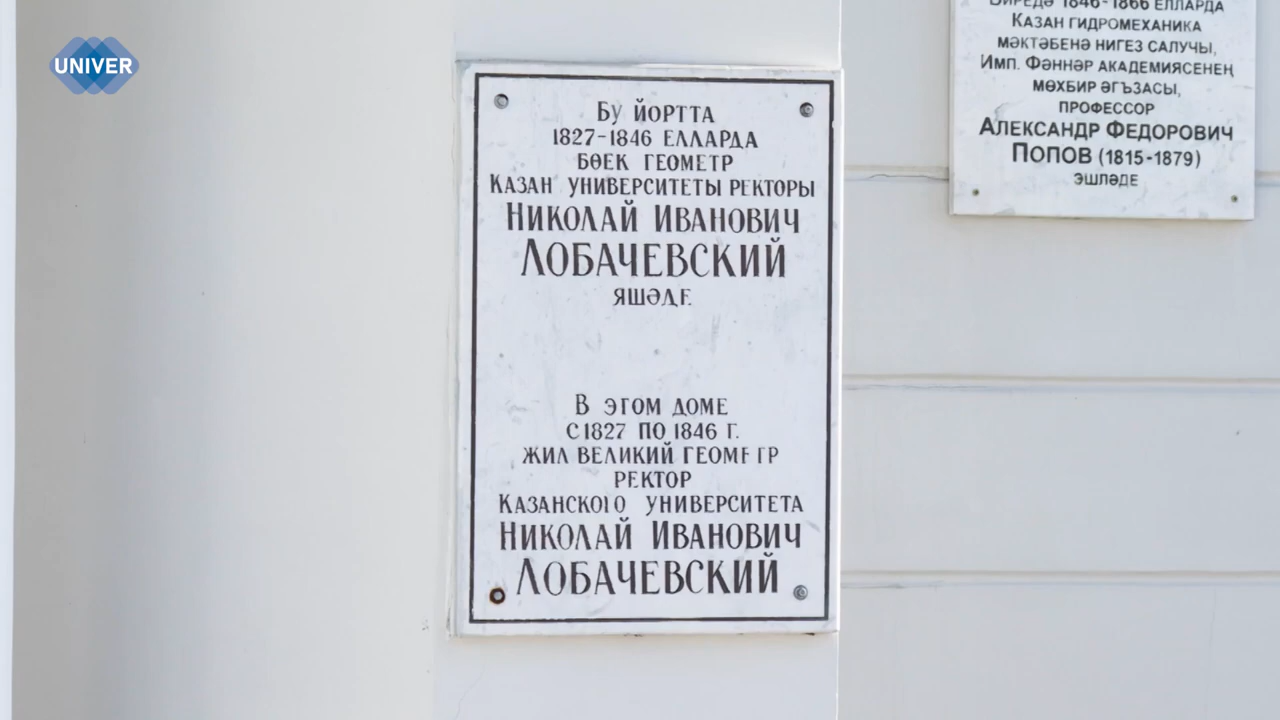 UNIVER
Бу йортта
1827-1846 елларда
бөек геометр
Казан университеты ректоры
Николай Иванович
Лобачевский
яшәде
В этом доме
с 1827 по 1846 г.
жил великий геометр
ректор
Казанского университета
Николай Иванович
Лобачевский
Биредә 1846-1866 елларда
Казан гидромеханика
мәктәбенә нигез салучы,
Имп. Фәннәр академиясенең
мөхбир әгъзасы,
профессор
Александр Федорович
Попов (1815-1879)
эшләде